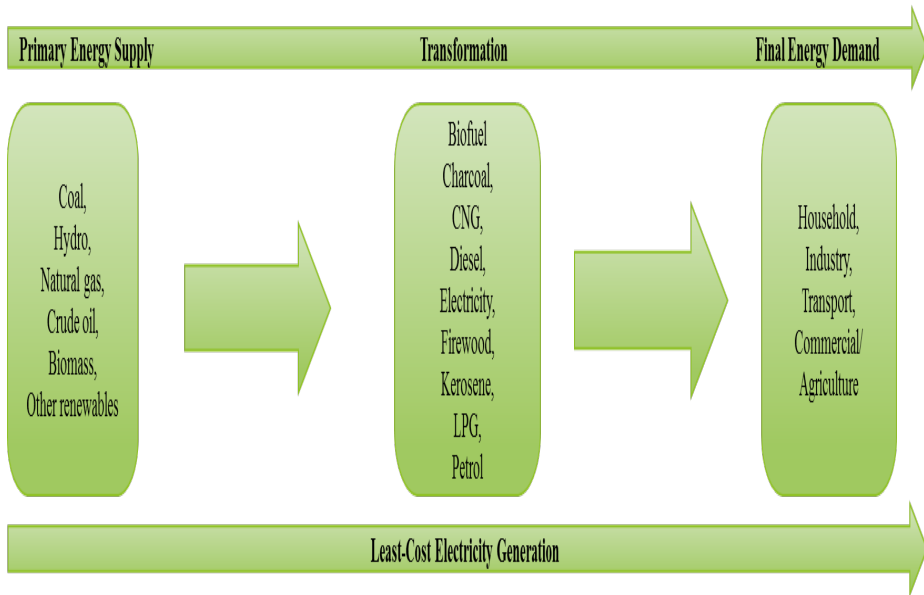 Primary Energy Supply
Transformation
Final Energy Demand
Coal,
Hydro,
Natural gas,
Crude oil,
Biomass,
Other renewables
Biofuel
Charcoal,
CNG,
Diesel,
Electricity,
Firewood,
Kerosene,
LPG,
Petrol
Household,
Industry,
Transport,
Commercial/
Agriculture
Least-Cost Electricity Generation